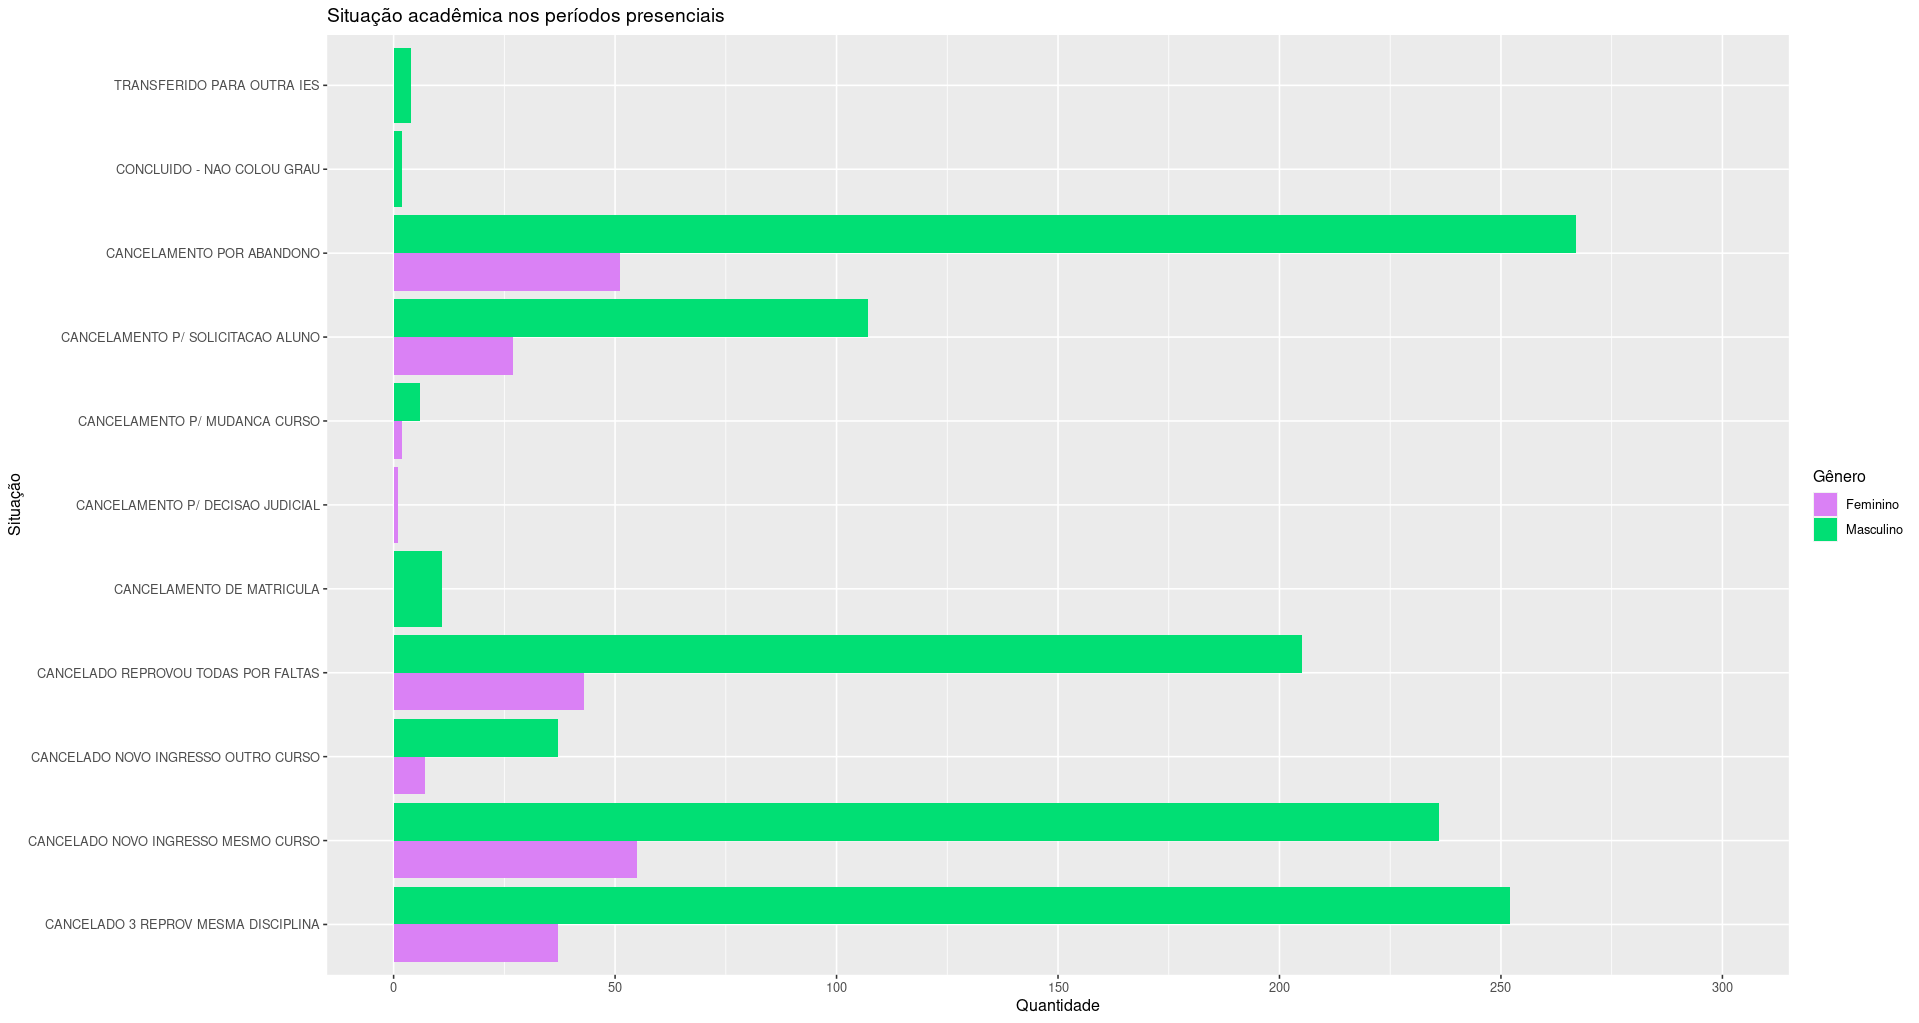 Situação acadêmica nos períodos presenciais
TRANSFERIDO PARA OUTRA IES
CONCLUIDO - NAO COLOU GRAU
CANCELAMENTO POR ABANDONO
CANCELAMENTO P/ SOLICITACAO ALUNO
CANCELAMENTO P/ MUDANCA CURSO
CANCELAMENTO P/ DECISAO JUDICIAL
CANCELAMENTO DE MATRICULA
CANCELADO REPROVOU TODAS POR FALTAS
CANCELADO NOVO INGRESSO OUTRO CURSO
CANCELADO NOVO INGRESSO MESMO CURSO
CANCELADO 3 REPROV MESMA DISCIPLINA
Situação
0 50 100 150 200 250 300
Quantidade
Gênero
Feminino
Masculino